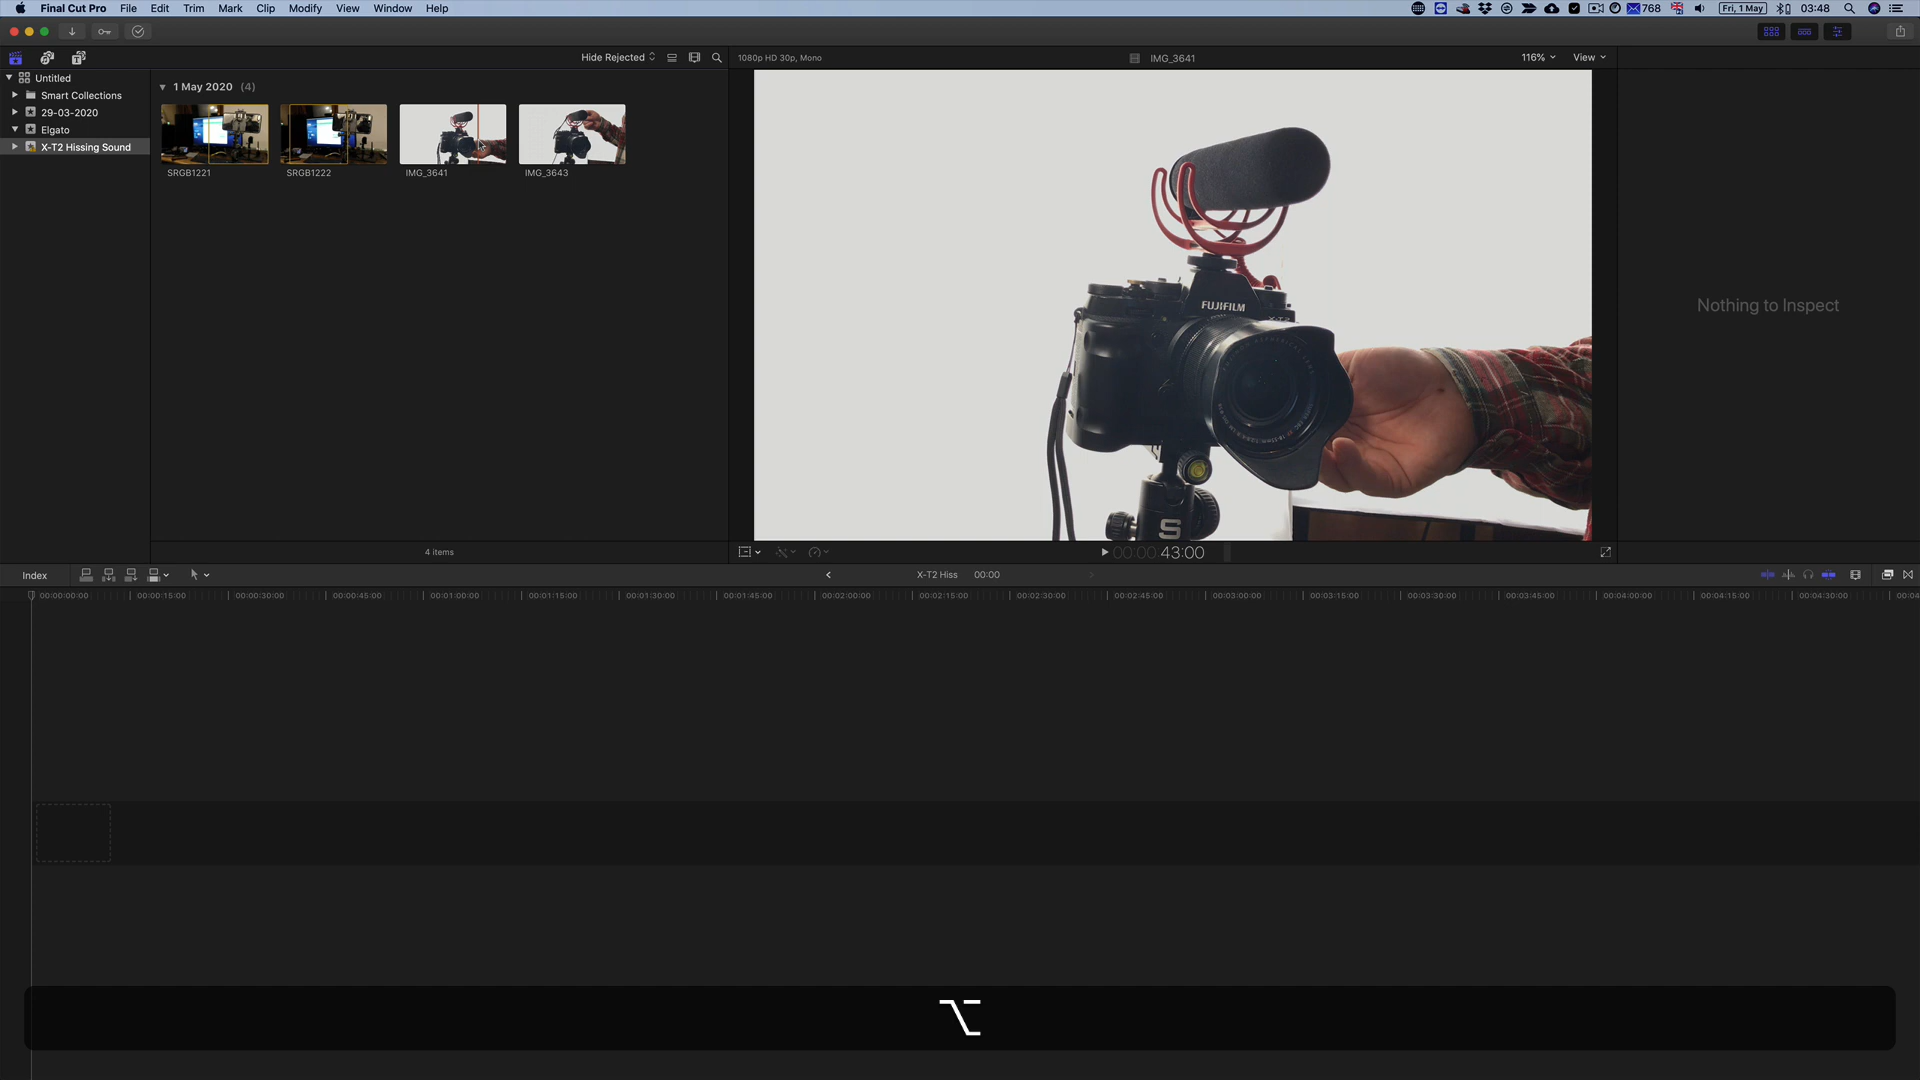 Final Cut Pro File Edit Trim Mark Clip Modify View Window Help 768 Fri, 1 May 03:48
Hide Rejected 1080p HD 30p, Mono IMG_3641 116% View
Untitled
Smart Collections
29-03-2020
Elgato
X-T2 Hissing Sound
1 May 2020 (4)
SRGB1221 SRGB1222 IMG_3641 IMG_3643
FUJIFILM
X-T2
S
Nothing to Inspect
4 items 00:00 43:00
Index X-T2 Hiss 00:00
00:00:00:00 00:00:15:00 00:00:30:00 00:00:45:00 00:01:00:00 00:01:15:00 00:01:30:00 00:01:45:00 00:02:00:00 00:02:15:00 00:02:30:00 00:02:45:00 00:03:00:00 00:03:15:00 00:03:30:00 00:03:45:00 00:04:00:00 00:04:15:00 00:04:30:00 00:04
⌥